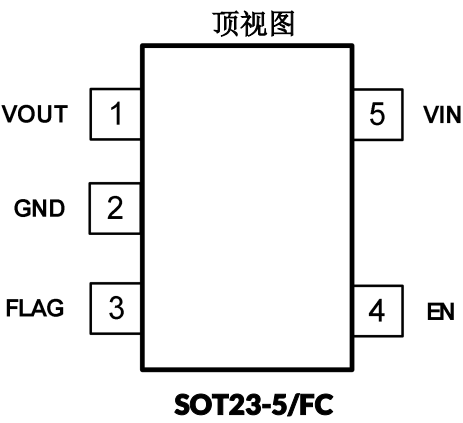 顶视图
VOUT 1 5 VIN
GND 2
FLAG 3 4 EN
SOT23-5/FC